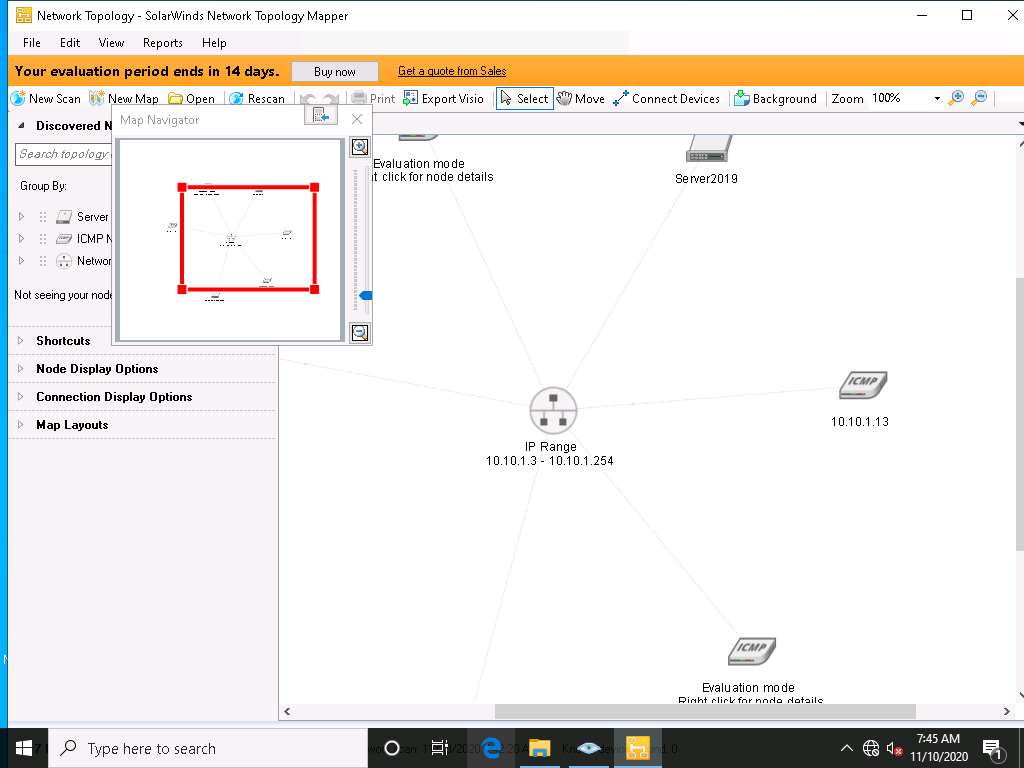 Network Topology - SolarWinds Network Topology Mapper
File Edit View Reports Help
Your evaluation period ends in 14 days. Buy now Get a quote from Sales
New Scan New Map Open Rescan Print Export Visio Select Move Connect Devices Background Zoom 100%
Map Navigator
Discovered N
Search topology
Group By:
Server
ICMP N
Networ
Not seeing your node
Shortcuts
Node Display Options
Connection Display Options
Map Layouts
Evaluation mode
t click for node details
Server2019
ICMP
10.10.1.13
IP Range
10.10.1.3 - 10.10.1.254
ICMP
Evaluation mode
Right click for node details
Type here to search
7:45 AM
11/10/2020
1